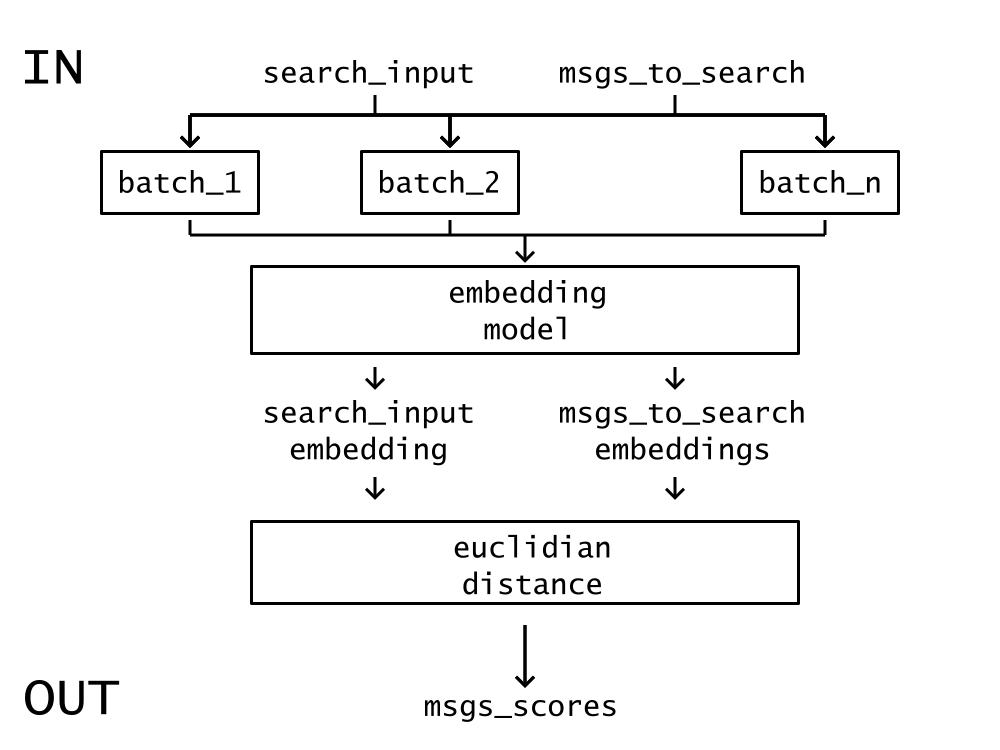 IN
search_input msgs_to_search
batch_1 batch_2 batch_n
embedding
model
search_input msgs_to_search
embedding embeddings
euclidian
distance
OUT
msgs_scores